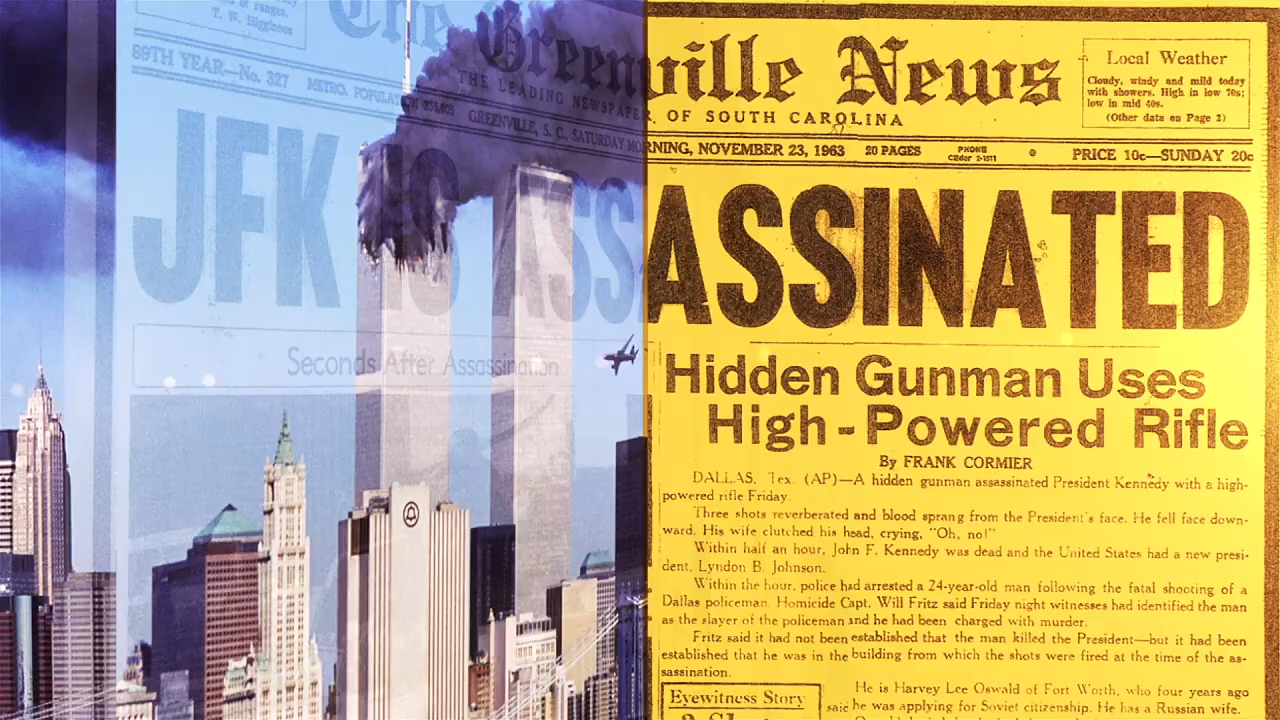 T. W. Higginson
The Greenville News
Local Weather
Cloudy, windy and mild today
with showers. High in low 70s;
low in mid 40s.
(Other data on Page 2)
THE LEADING NEWSPAPER OF SOUTH CAROLINA
89TH YEAR—No. 327
METRO. POPULATION
GREENVILLE, S. C., SATURDAY MORNING, NOVEMBER 23, 1963
20 PAGES
PHONE
CEdar 2-1511
PRICE 10c—SUNDAY 20c
JFK IS ASSASSINATED
Seconds After Assassination
Hidden Gunman Uses
High-Powered Rifle
By FRANK CORMIER
DALLAS, Tex. (AP)—A hidden gunman assassinated President Kennedy with a high-
powered rifle Friday.
Three shots reverberated and blood sprang from the President's face. He fell face down-
ward. His wife clutched his head, crying, "Oh, no!"
Within half an hour, John F. Kennedy was dead and the United States had a new presi-
dent, Lyndon B. Johnson.
Within the hour, police had arrested a 24-year-old man following the fatal shooting of a
Dallas policeman. Homicide Capt. Will Fritz said Friday night witnesses had identified the man
as the slayer of the policeman and he had been charged with murder.
Fritz said it had not been established that the man killed the President—but it had been
established that he was in the building from which the shots were fired at the time of the as-
sassination.
Eyewitness Story
He is Harvey Lee Oswald of Fort Worth, who four years ago
said he was applying for Soviet citizenship. He has a Russian wife.